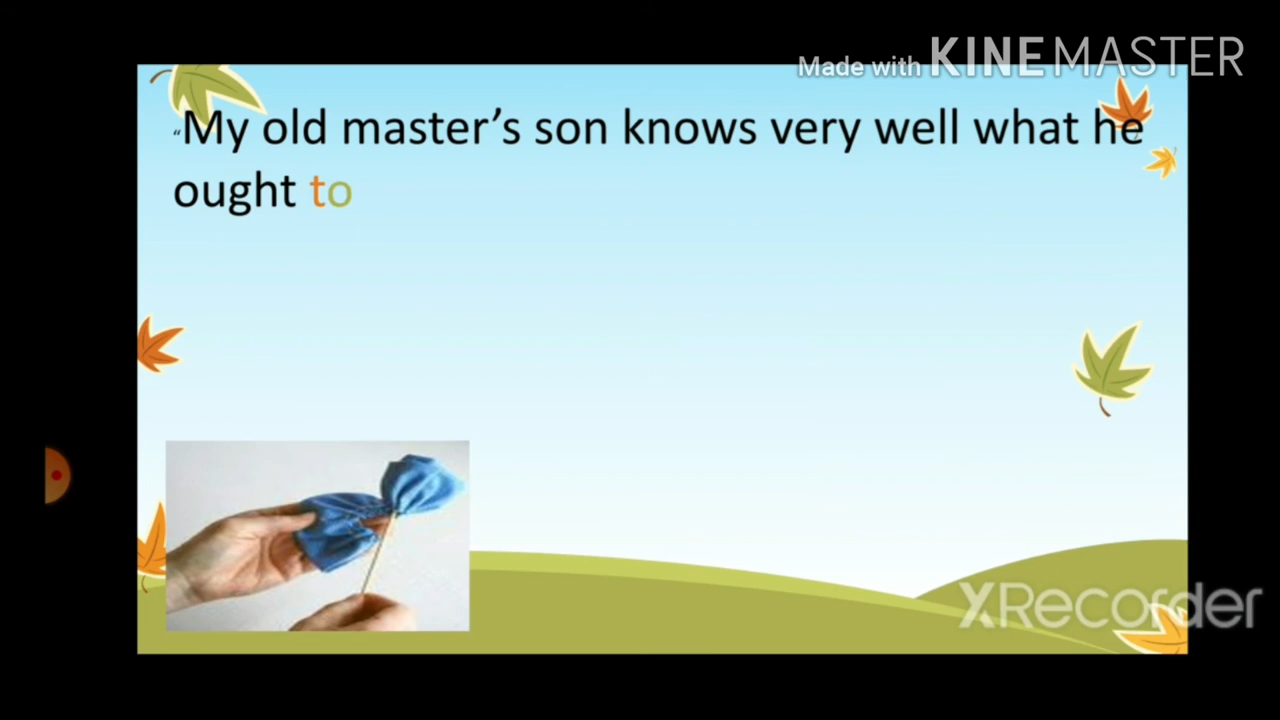 Made with KINEMASTER
“My old master’s son knows very well what he
ought to
XRecorder